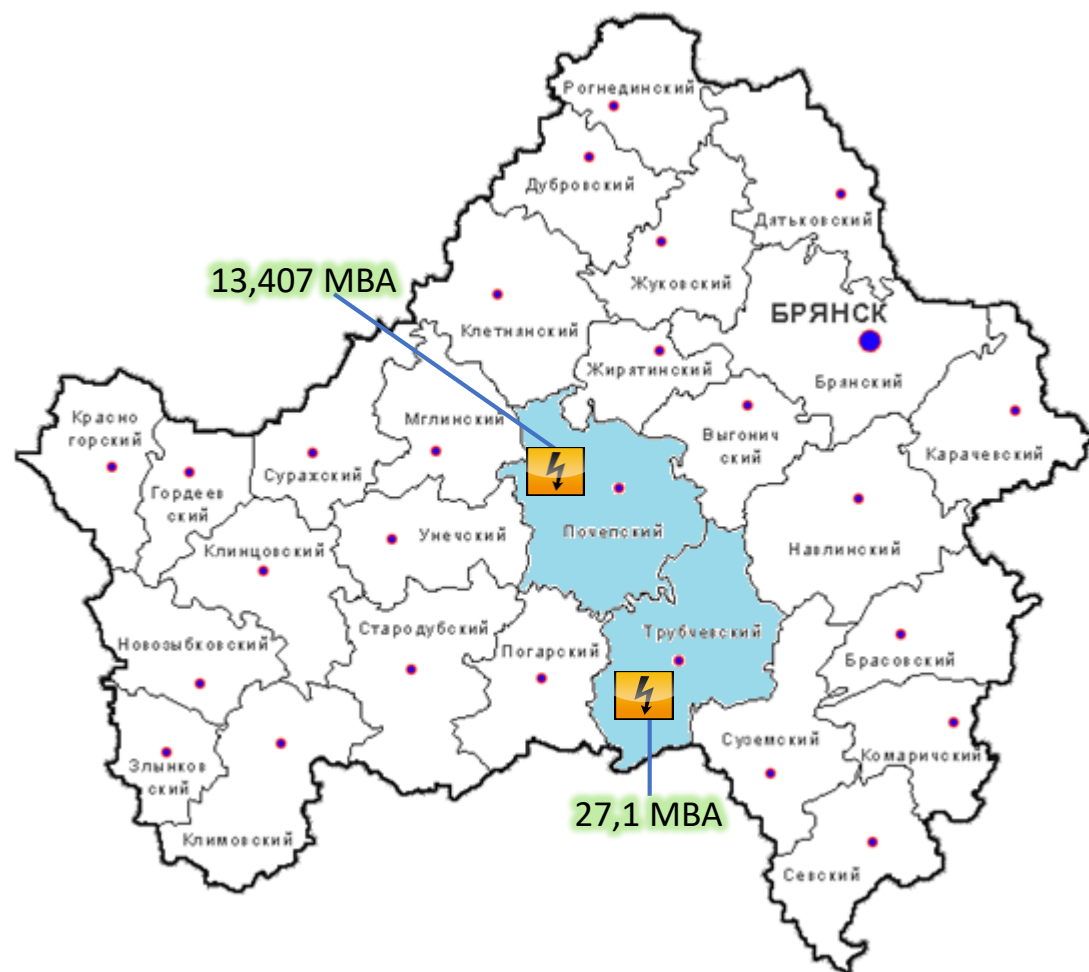 Рогнединский
Дубровский
Дятьковский
13,407 МВА
Жуковский
БРЯНСК
Клетнянский
Жирятинский
Брянский
Красно
горский
Мглинский
Выгонич
ский
Карачевский
Суражский
Гордеев
ский
Унечский
Почепский
Клинцовский
Навлинский
Новозыбковский
Стародубский
Погарский
Трубчевский
Брасовский
Злынков
ский
Суземский
Комаричский
27,1 МВА
Климовский
Севский